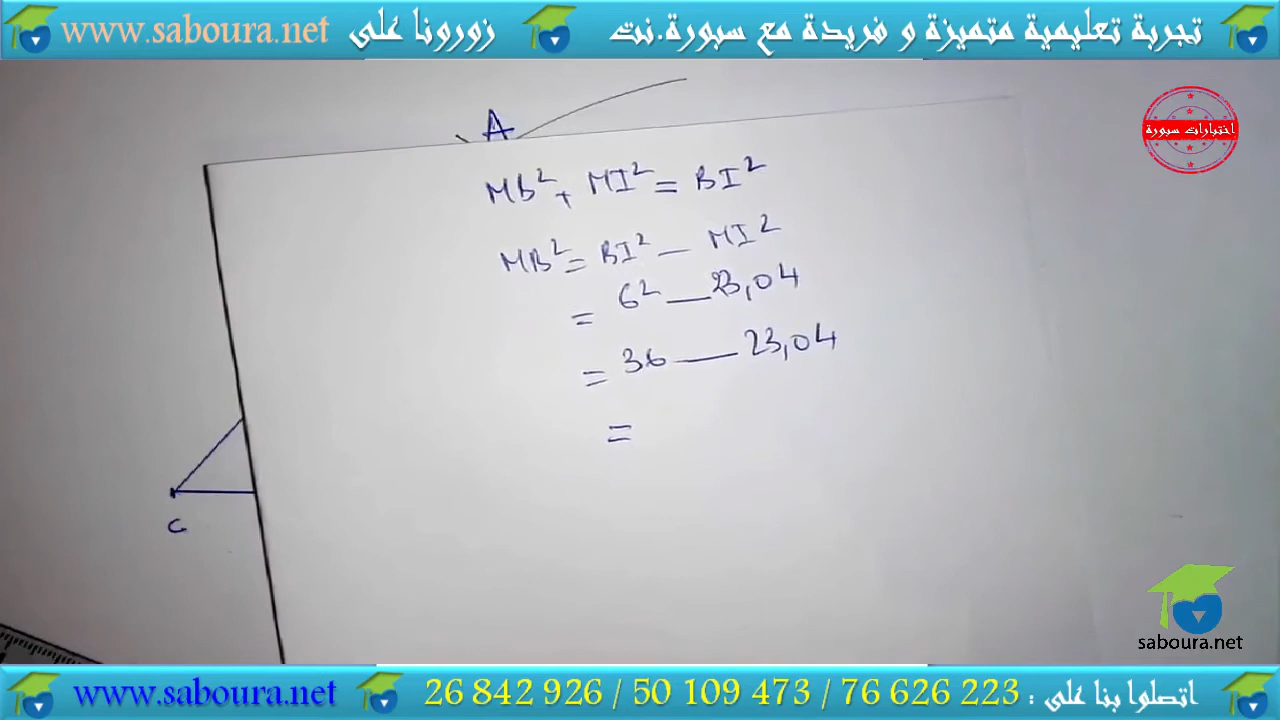 www.saboura.net زورونا على تجربة تعليمية متميزة و فريدة مع سبورة.نت
اختبارات سبورة
A
MB² + MI² = BI²
MB² = BI² — MI²
= 6² — 23,04
= 36 — 23,04
=
C
saboura.net
www.saboura.net 26 842 926 / 50 109 473 / 76 626 223 : اتصلوا بنا على